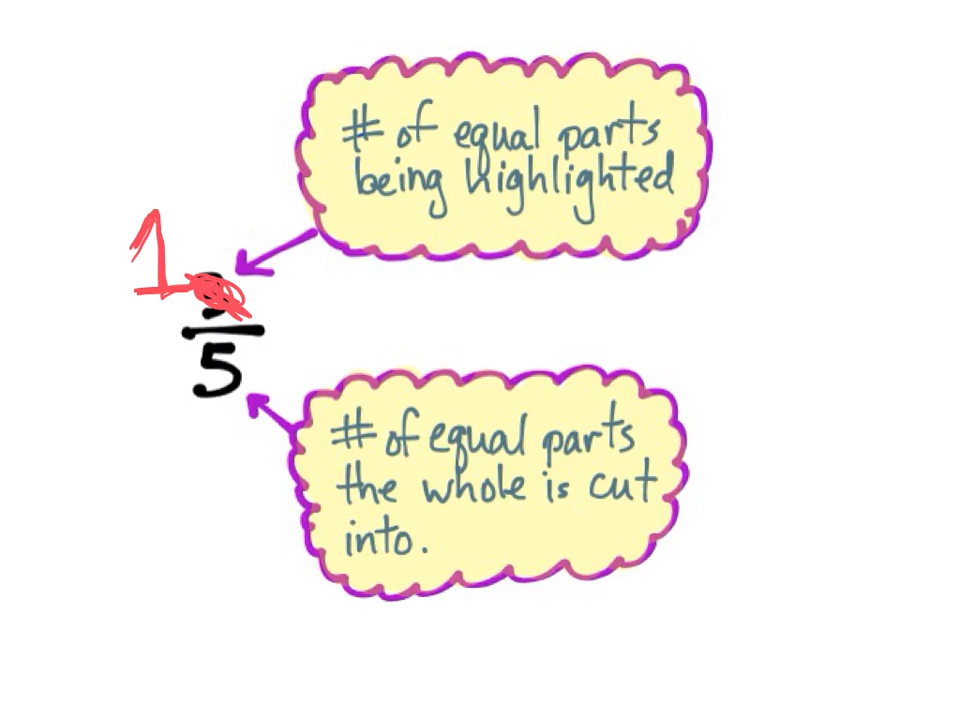 # of equal parts
being highlighted
1
5
# of equal parts
the whole is cut
into.